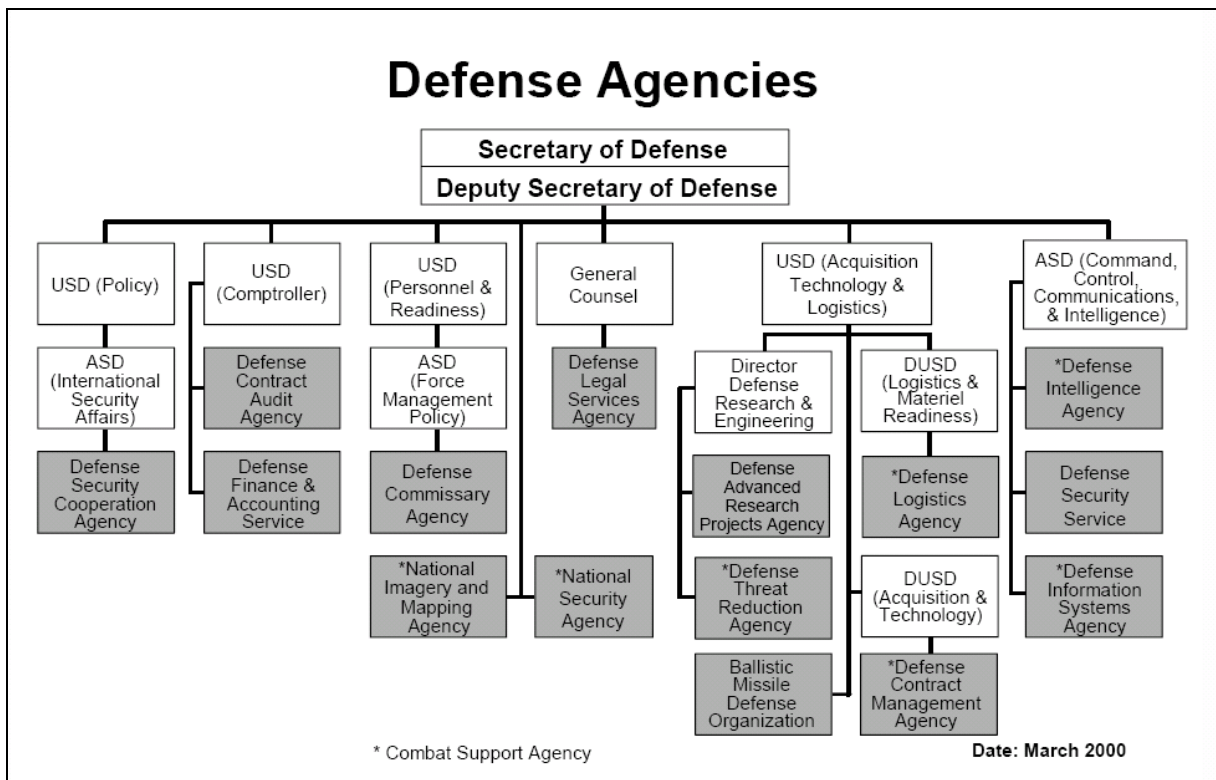 Defense Agencies
Secretary of Defense
Deputy Secretary of Defense
USD (Policy)
USD
(Comptroller)
USD
(Personnel &
Readiness)
General
Counsel
USD (Acquisition
Technology &
Logistics)
ASD (Command,
Control,
Communications,
& Intelligence)
ASD
(International
Security
Affairs)
Defense
Contract
Audit
Agency
ASD
(Force
Management
Policy)
Defense
Legal
Services
Agency
Director
Defense
Research &
Engineering
DUSD
(Logistics &
Materiel
Readiness)
*Defense
Intelligence
Agency
Defense
Security
Cooperation
Agency
Defense
Finance &
Accounting
Service
Defense
Commissary
Agency
Defense
Advanced
Research
Projects Agency
*Defense
Logistics
Agency
Defense
Security
Service
*National
Imagery and
Mapping
Agency
*National
Security
Agency
*Defense
Threat
Reduction
Agency
DUSD
(Acquisition &
Technology)
*Defense
Information
Systems
Agency
Ballistic
Missile
Defense
Organization
*Defense
Contract
Management
Agency
* Combat Support Agency
Date: March 2000